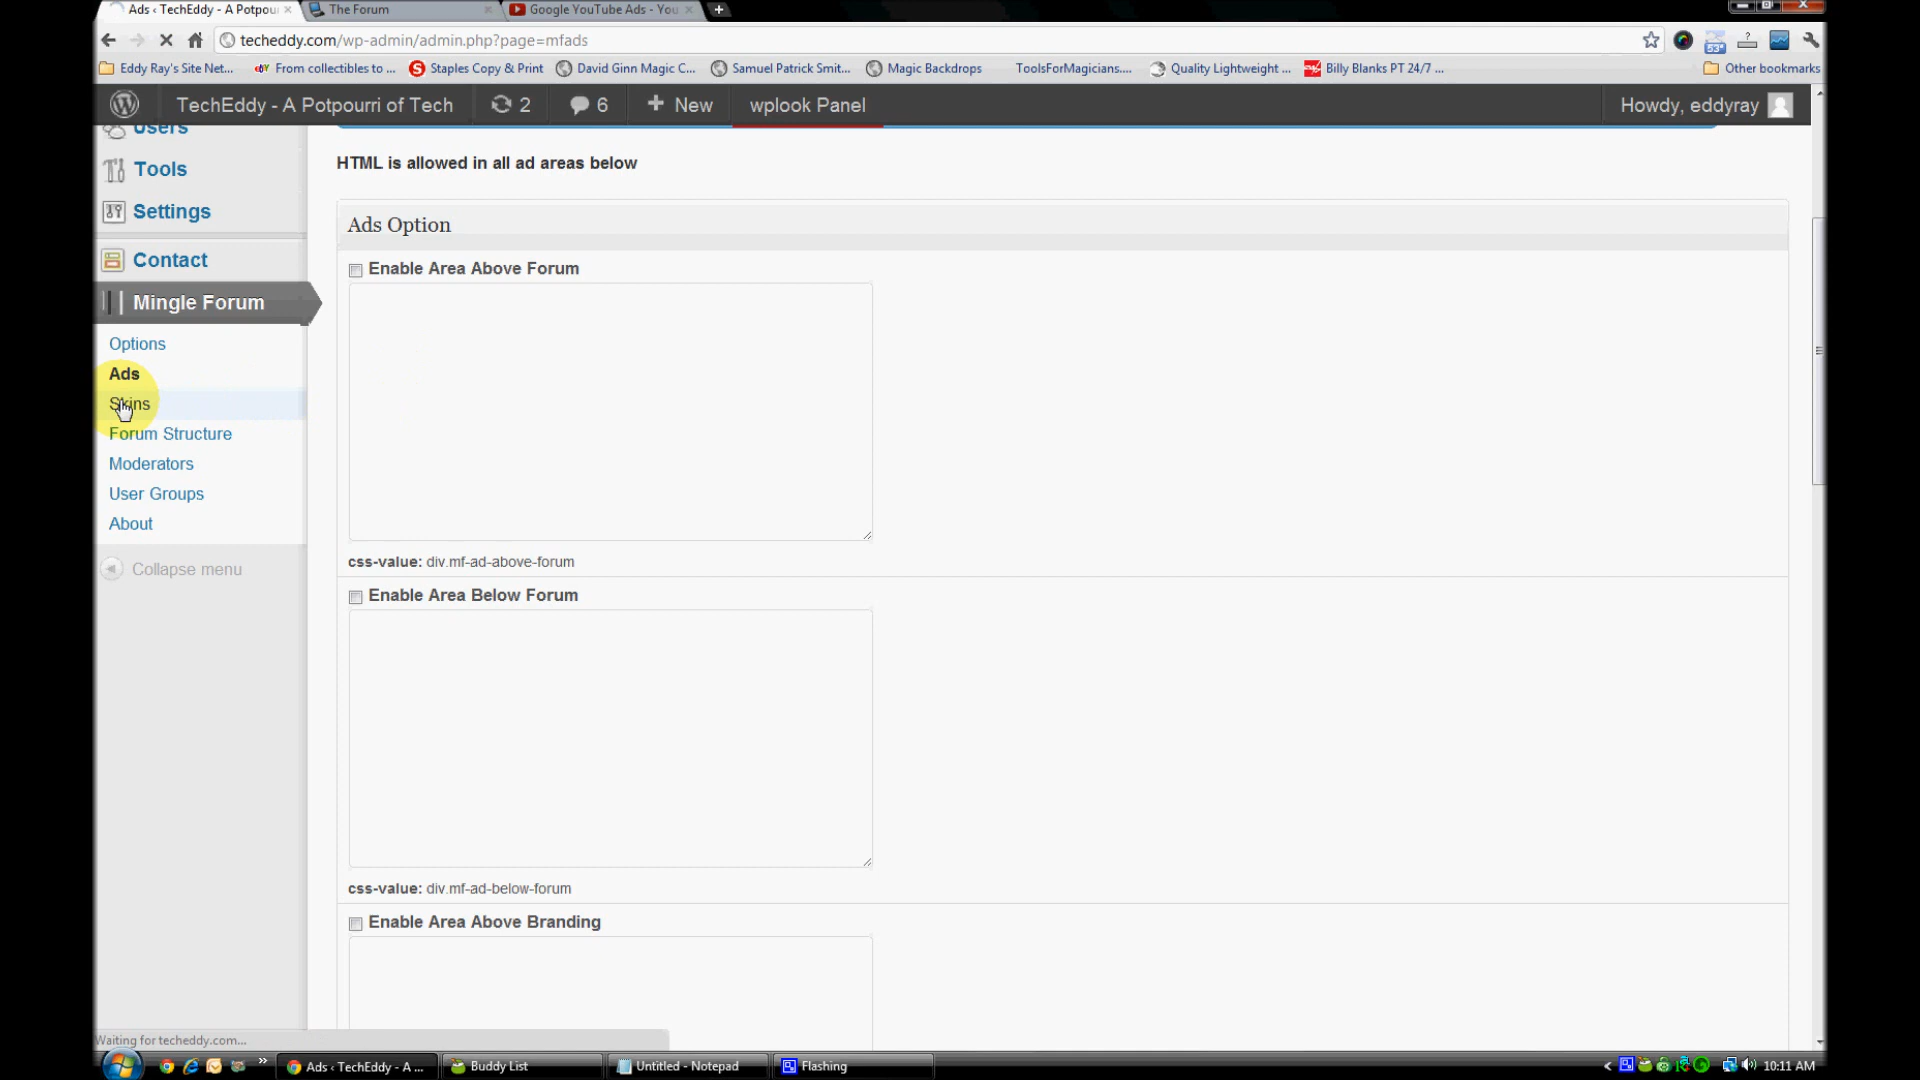 Ads ‹ TechEddy - A Potpou
The Forum
Google YouTube Ads - You
techeddy.com/wp-admin/admin.php?page=mfads
53°
Eddy Ray's Site Net...
From collectibles to ...
Staples Copy & Print
David Ginn Magic C...
Samuel Patrick Smit...
Magic Backdrops
ToolsForMagicians....
Quality Lightweight ...
Billy Blanks PT 24/7 ...
Other bookmarks
TechEddy - A Potpourri of Tech
2
6
New
wplook Panel
Howdy, eddyray
Users
Tools
Settings
Contact
Mingle Forum
Options
Ads
Skins
Forum Structure
Moderators
User Groups
About
Collapse menu
HTML is allowed in all ad areas below
Ads Option
Enable Area Above Forum
css-value: div.mf-ad-above-forum
Enable Area Below Forum
css-value: div.mf-ad-below-forum
Enable Area Above Branding
Waiting for techeddy.com...
Ads ‹ TechEddy - A ...
Buddy List
Untitled - Notepad
Flashing
10:11 AM